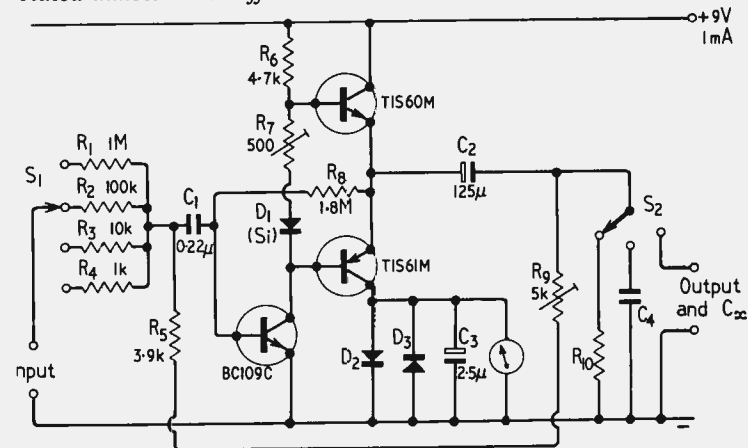 +9V
1mA
R6
4.7k
TIS60M
R7
500
R1 1M
S1
R2 100k
C1
R3 10k
0.22μ
R4 1k
R8
1.8M
C2
125μ
D1
(Si)
S2
TIS61M
R9
5k
Output
and Cx
R5
3.9k
D3
D2
C3
2.5μ
C4
R10
nput
BC109C